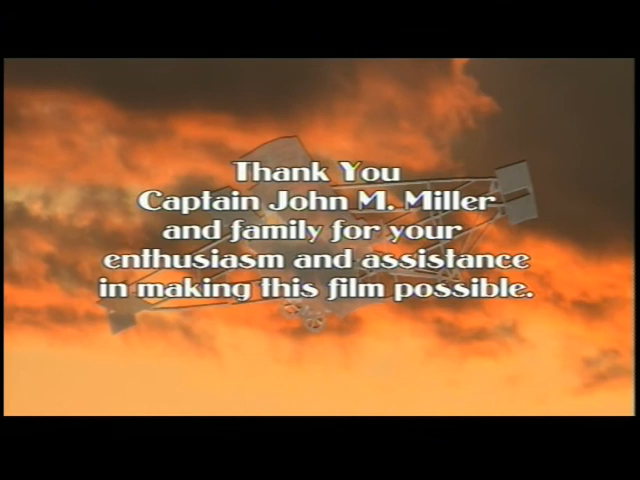 Thank You
Captain John M. Miller
and family for your
enthusiasm and assistance
in making this film possible.